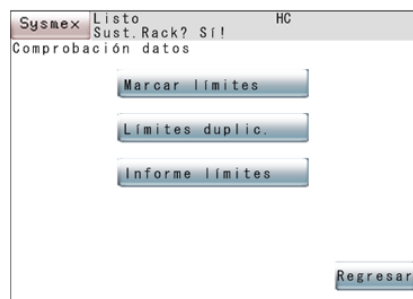 Sysmex Listo HC
Sust.Rack? Sí!
Comprobación datos
Marcar límites
Límites duplic.
Informe límites
Regresar